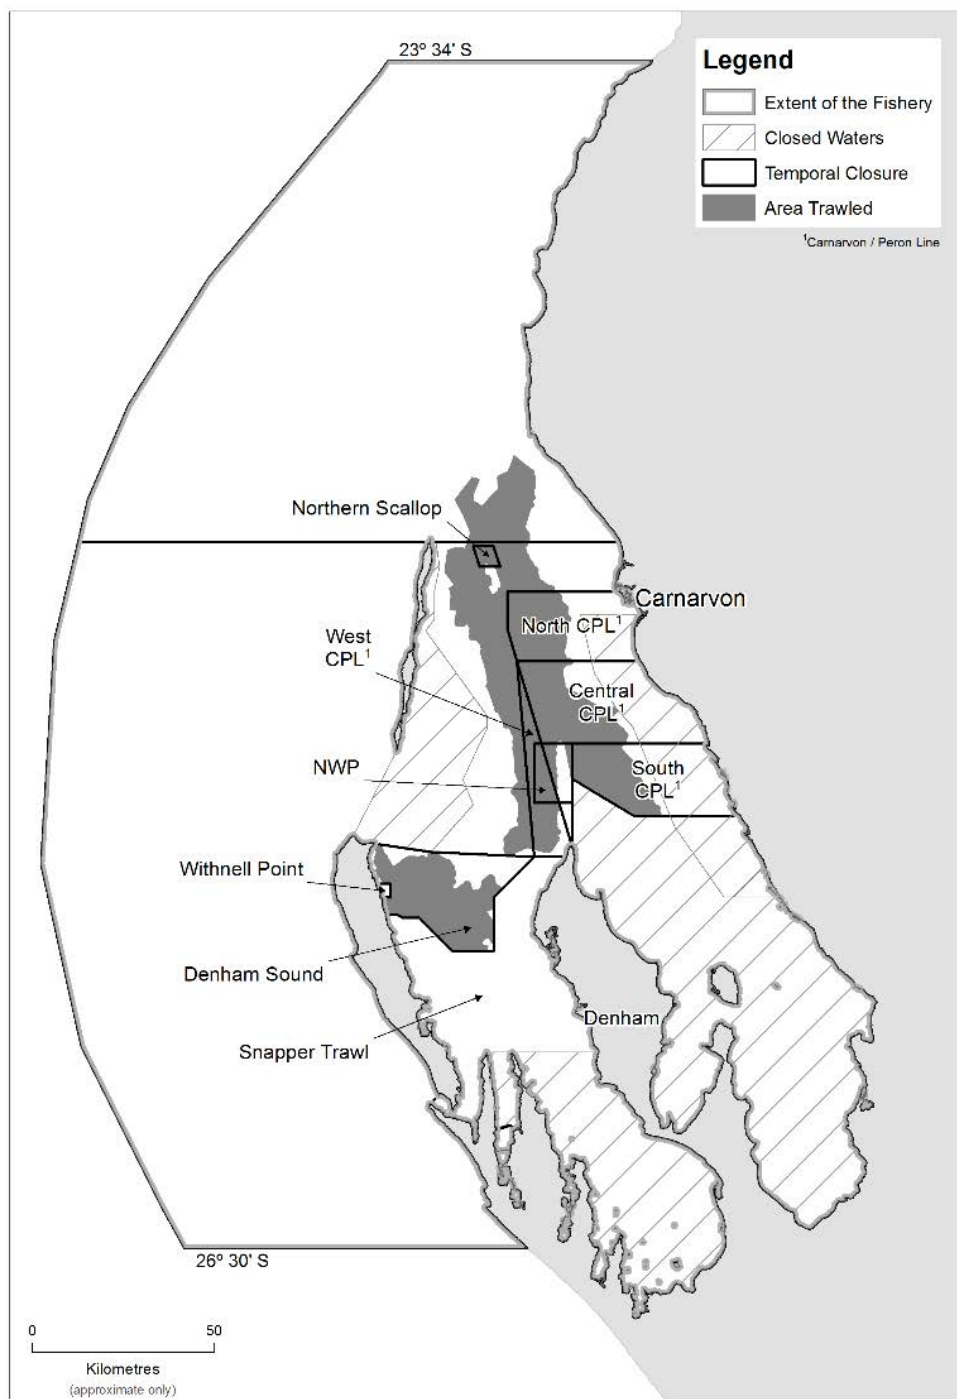 23° 34' S
Legend
Extent of the Fishery
Closed Waters
Temporal Closure
Area Trawled
¹Carnarvon / Peron Line
Northern Scallop
Carnarvon
North CPL¹
West
CPL¹
Central
CPL¹
NWP
South
CPL¹
Withnell Point
Denham Sound
Denham
Snapper Trawl
26° 30' S
0 50
Kilometres
(approximate only)